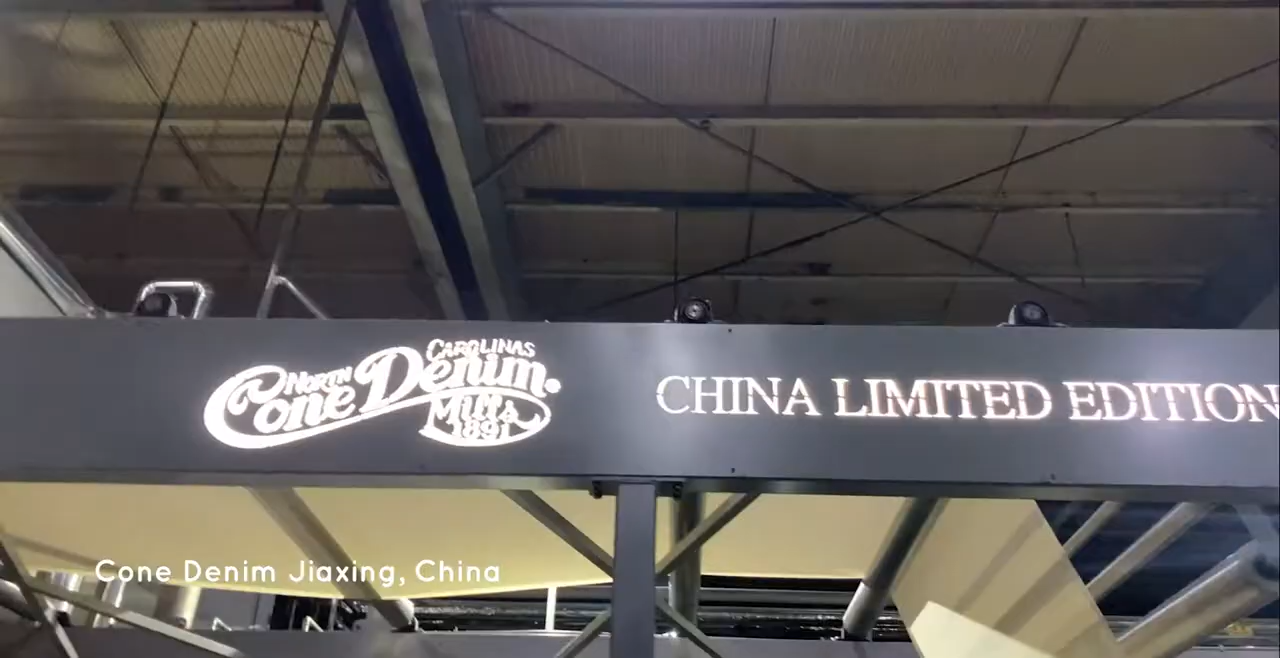 CAROLINAS
NORTH
Cone Denim
Mills
1891
CHINA LIMITED EDITION
Cone Denim Jiaxing, China